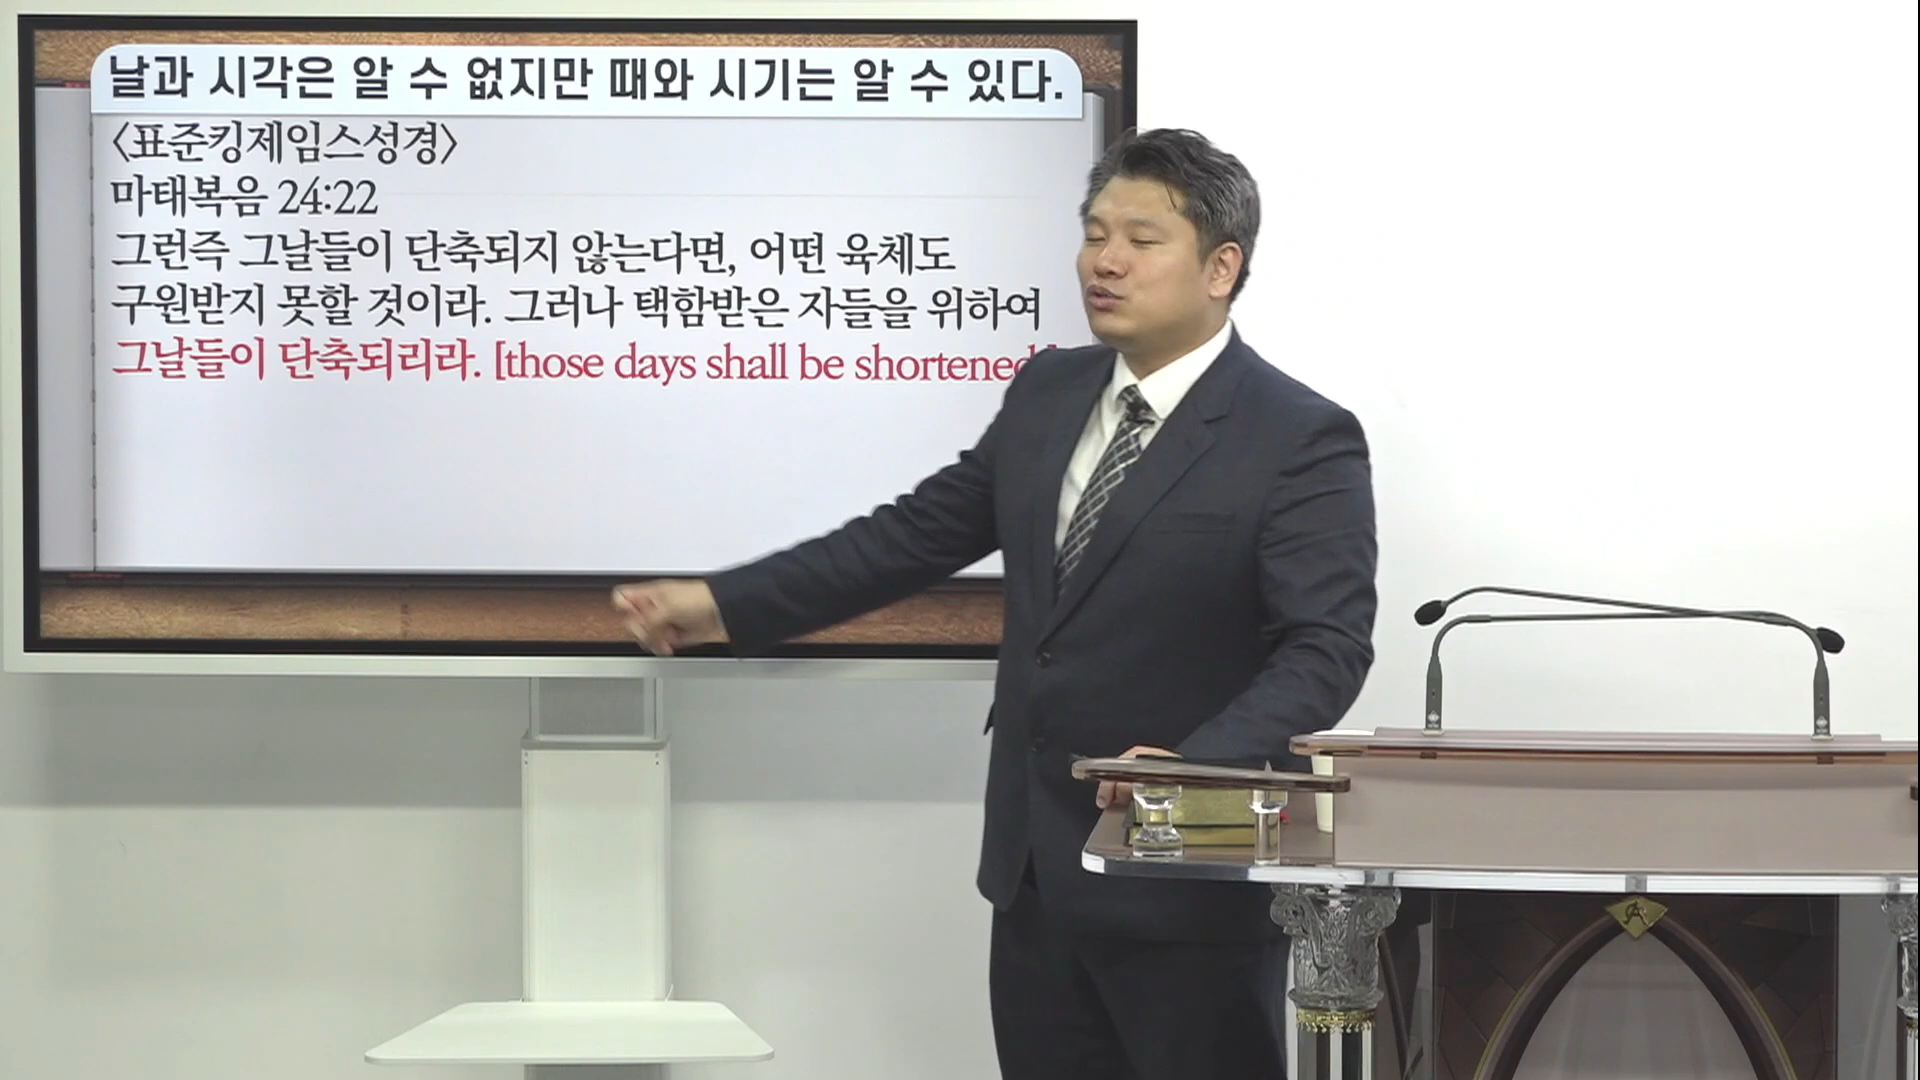 날과 시각은 알 수 없지만 때와 시기는 알 수 있다.
<표준킹제임스성경>
마태복음 24:22
그런즉 그날들이 단축되지 않는다면, 어떤 육체도
구원받지 못할 것이라. 그러나 택함받은 자들을 위하여
그날들이 단축되리라. [those days shall be shortened]